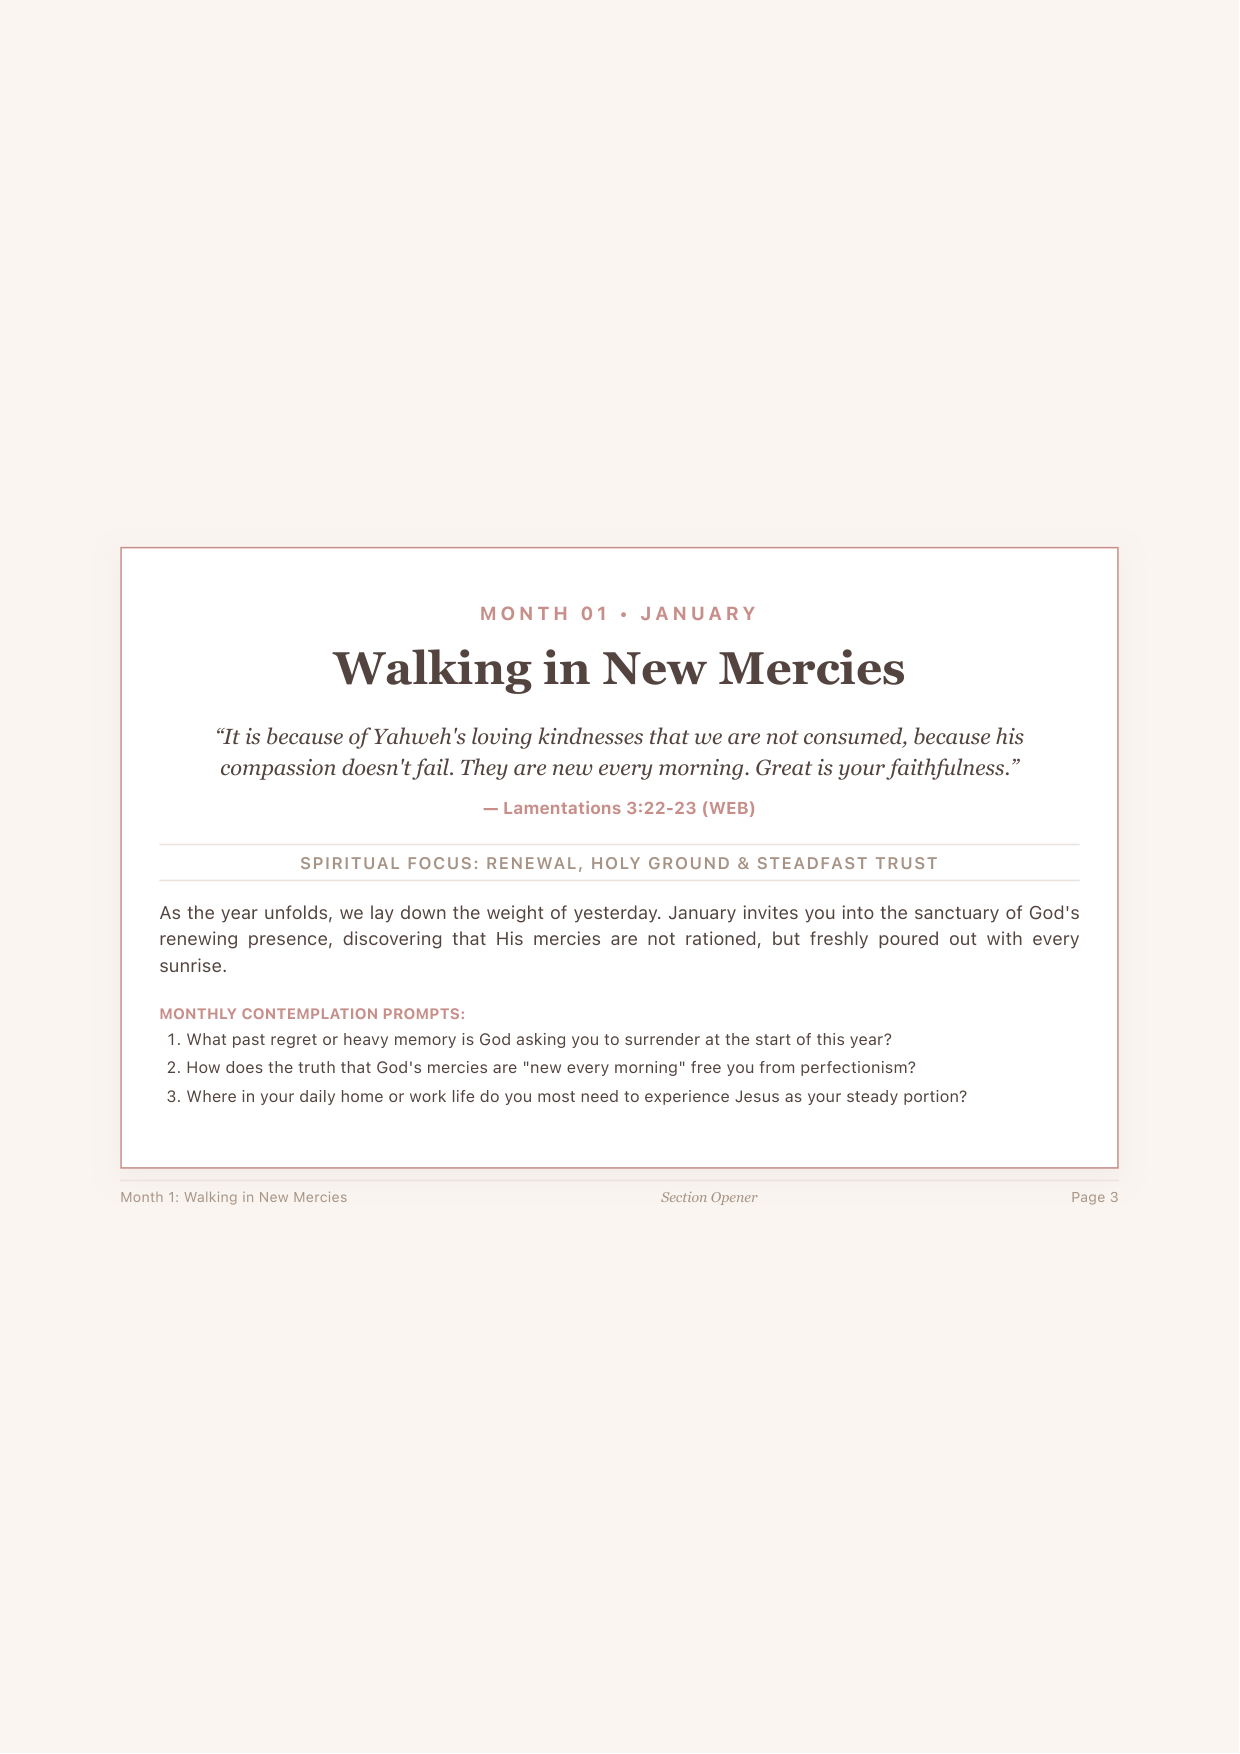 MONTH 01 • JANUARY
Walking in New Mercies
“It is because of Yahweh's loving kindnesses that we are not consumed, because his
compassion doesn't fail. They are new every morning. Great is your faithfulness.”
— Lamentations 3:22-23 (WEB)
SPIRITUAL FOCUS: RENEWAL, HOLY GROUND & STEADFAST TRUST
As the year unfolds, we lay down the weight of yesterday. January invites you into the sanctuary of God's
renewing presence, discovering that His mercies are not rationed, but freshly poured out with every
sunrise.
MONTHLY CONTEMPLATION PROMPTS:
1. What past regret or heavy memory is God asking you to surrender at the start of this year?
2. How does the truth that God's mercies are "new every morning" free you from perfectionism?
3. Where in your daily home or work life do you most need to experience Jesus as your steady portion?
Month 1: Walking in New Mercies Section Opener Page 3